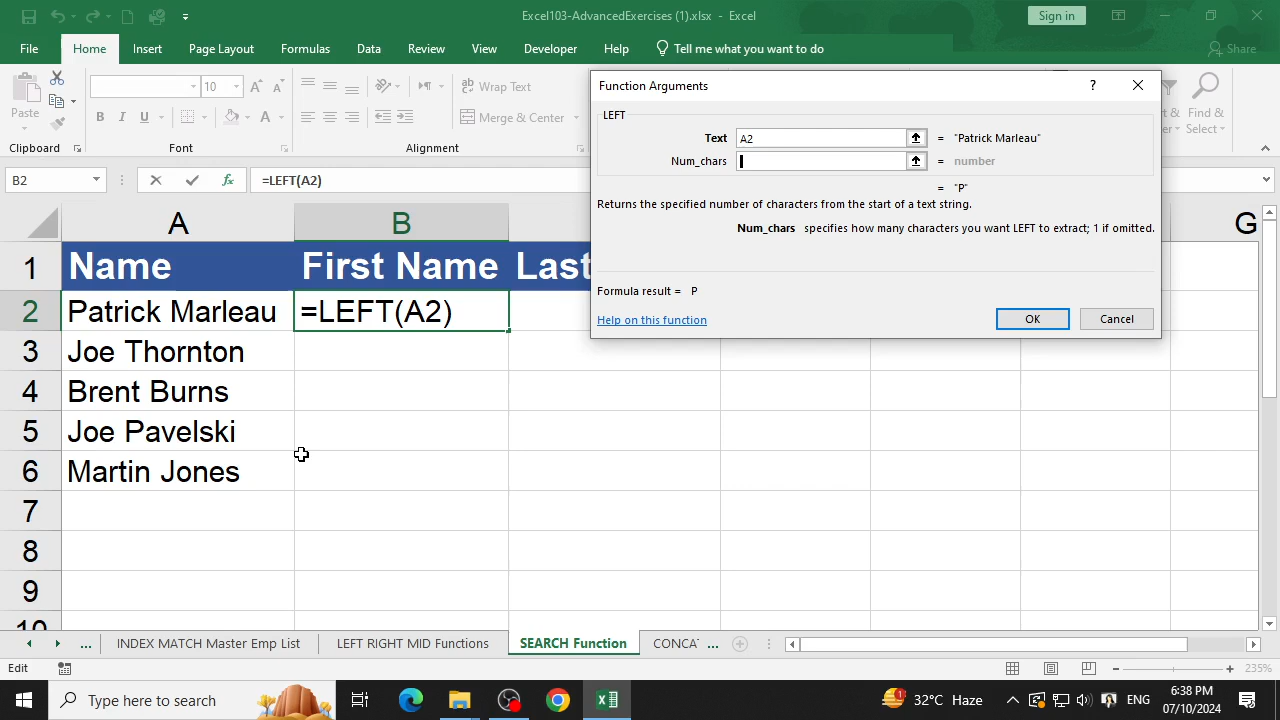 Excel103-AdvancedExercises (1).xlsx - Excel
Sign in
File Home Insert Page Layout Formulas Data Review View Developer Help Tell me what you want to do Share
Paste
10
Wrap Text
Merge & Center
Find & Select
Clipboard Font Alignment
B2
=LEFT(A2)
Function Arguments
LEFT
Text A2 = "Patrick Marleau"
Num_chars = number
= "P"
Returns the specified number of characters from the start of a text string.
Num_chars specifies how many characters you want LEFT to extract; 1 if omitted.
Formula result = P
Help on this function
OK Cancel
A B G
1 Name First Name Last
2 Patrick Marleau =LEFT(A2)
3 Joe Thornton
4 Brent Burns
5 Joe Pavelski
6 Martin Jones
7
8
9
10
... INDEX MATCH Master Emp List LEFT RIGHT MID Functions SEARCH Function CONCAT ...
Edit 235%
Type here to search
1 32°C Haze ENG 6:38 PM
07/10/2024